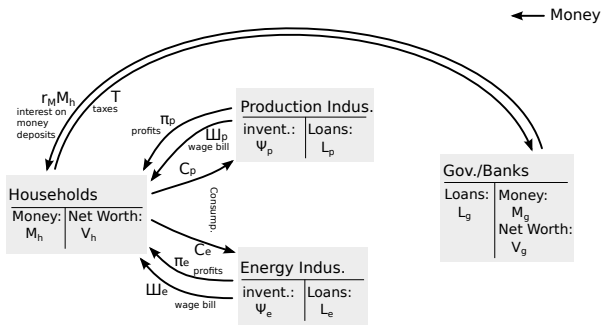 Money
r_M M_h
interest on
money
deposits
T
taxes
π_p
profits
Ш_p
wage bill
C_p
Production Indus.
invent.: Loans:
Ψ_p L_p
Gov./Banks
Loans: Money:
L_g M_g
Net Worth:
V_g
Households
Money: Net Worth:
M_h V_h
Consump.
C_e
π_e
profits
Ш_e
wage bill
Energy Indus.
invent.: Loans:
Ψ_e L_e